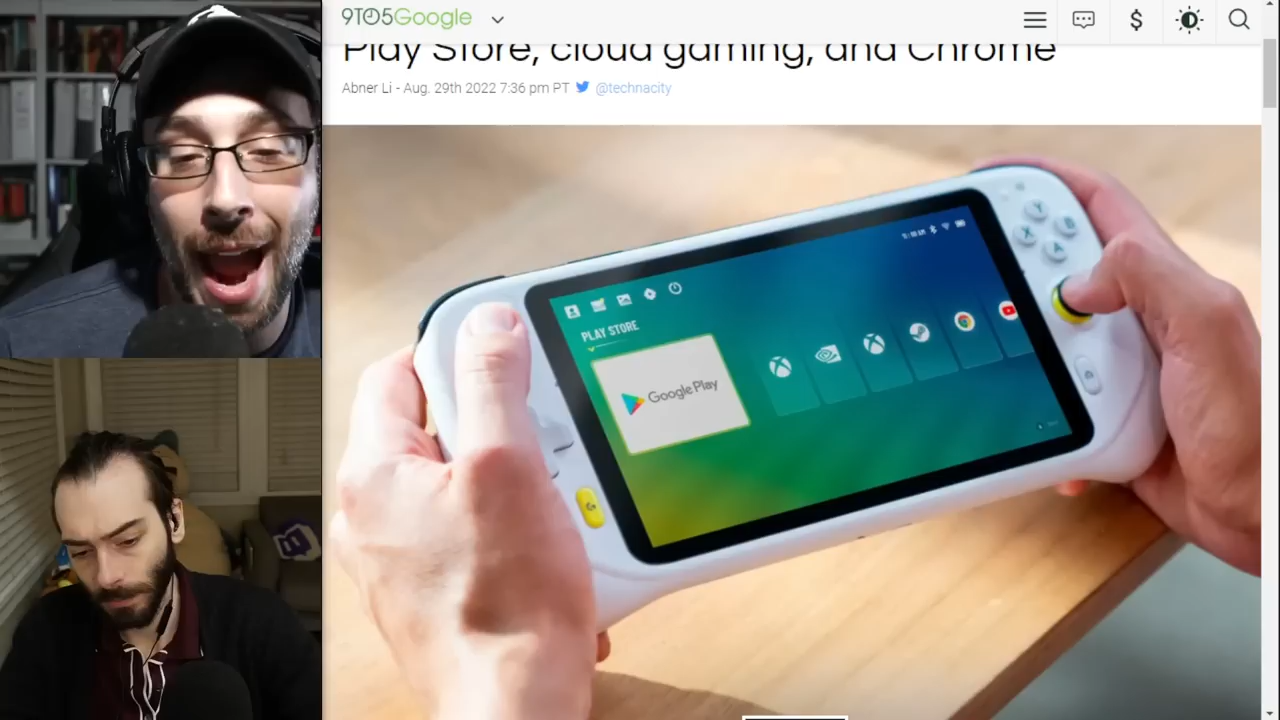 9TO5Google
Play Store, cloud gaming, and Chrome
Abner Li - Aug. 29th 2022 7:36 pm PT @technacity
PLAY STORE
Google Play
Y
X
B
A
G